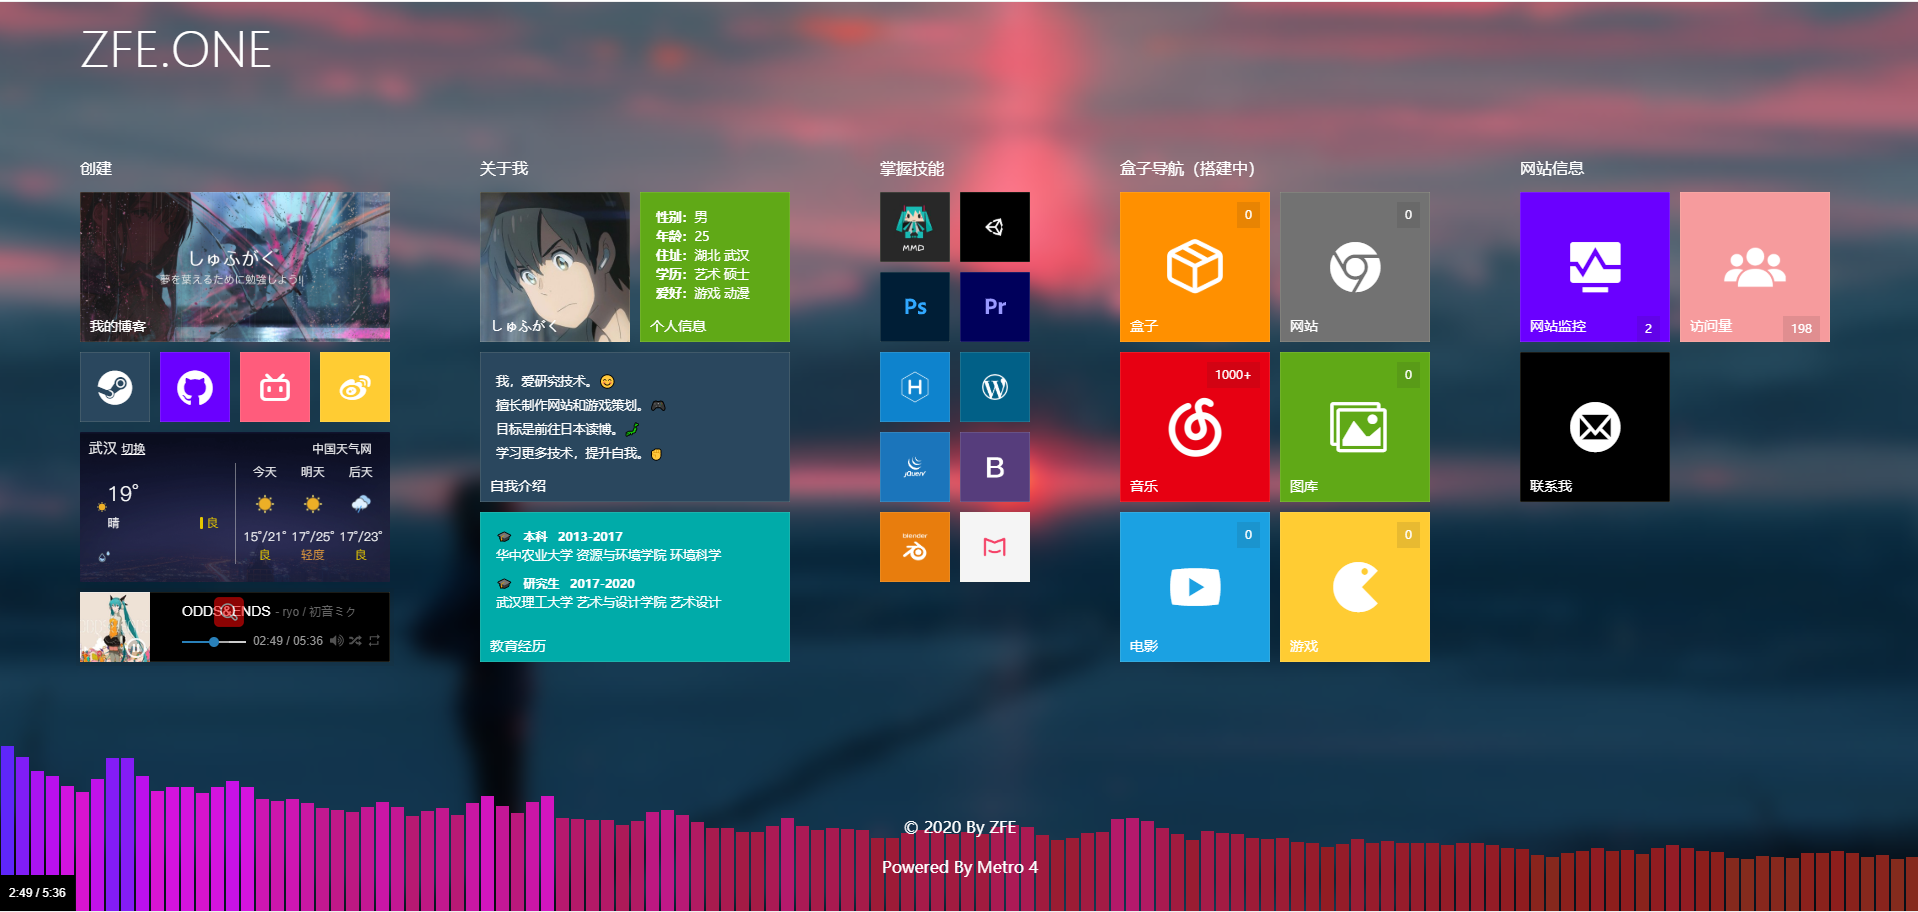 ZFE.ONE
创建
しゅふがく
夢を葉えるために勉強しよう!|
我的博客
武汉 切换
中国天气网
今天 明天 后天
19°
晴
良
15°/21° 17°/25° 17°/23°
良 轻度 良
ODDS&ENDS - ryo / 初音ミク
02:49 / 05:36
关于我
しゅふがく
性别：男
年龄：25
住址：湖北 武汉
学历：艺术 硕士
爱好：游戏 动漫
个人信息
我，爱研究技术。😊
擅长制作网站和游戏策划。🎮
目标是前往日本读博。🗾
学习更多技术，提升自我。✊
自我介绍
🎓 本科 2013-2017
华中农业大学 资源与环境学院 环境科学
🎓 研究生 2017-2020
武汉理工大学 艺术与设计学院 艺术设计
教育经历
掌握技能
MMD
Ps
Pr
H
W
jQuery
B
blender
盒子导航（搭建中）
0
盒子
0
网站
1000+
音乐
0
图库
0
电影
0
游戏
网站信息
网站监控
2
访问量
198
联系我
© 2020 By ZFE
Powered By Metro 4
2:49 / 5:36